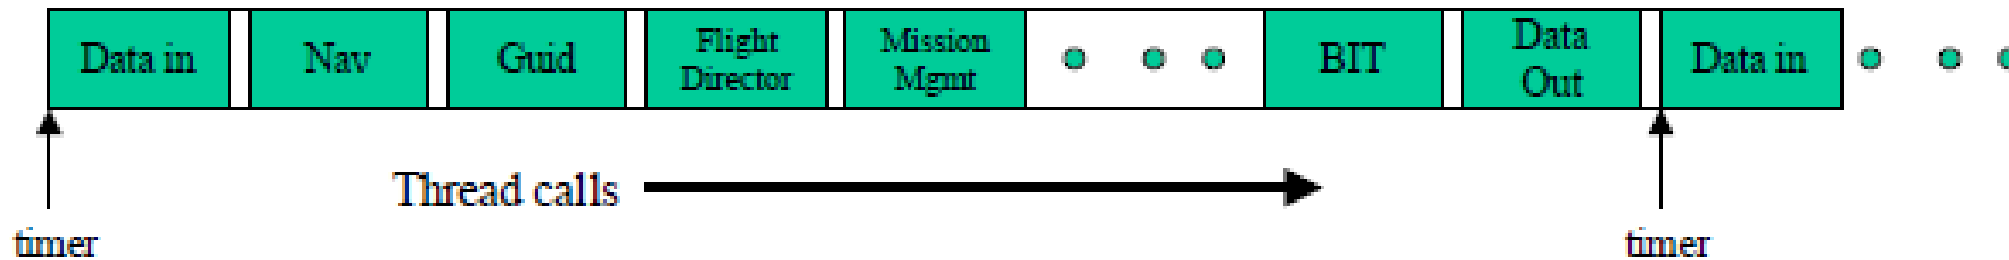 Data in
Nav
Guid
Flight
Director
Mission
Mgmt
BIT
Data
Out
Data in
Thread calls
timer
timer